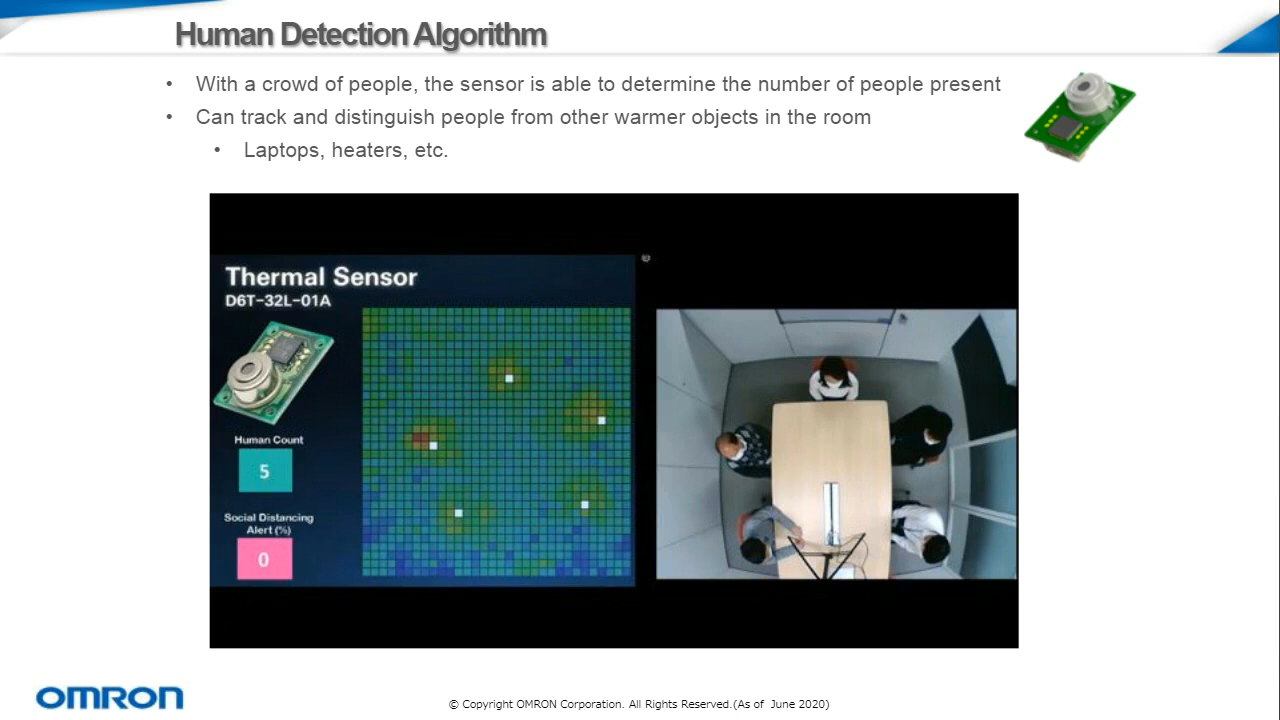 Human Detection Algorithm
• With a crowd of people, the sensor is able to determine the number of people present
• Can track and distinguish people from other warmer objects in the room
• Laptops, heaters, etc.
Thermal Sensor
D6T-32L-01A
Human Count
5
Social Distancing
Alert (%)
0
OMRON
© Copyright OMRON Corporation. All Rights Reserved.(As of June 2020)